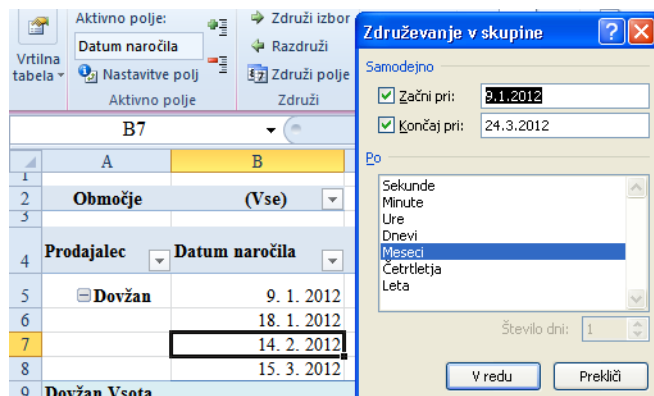 Aktivno polje:
Datum naročila
Nastavitve polj
Vrtilna
tabela
Aktivno polje
Združi izbor
Razdruži
Združi polje
Združi
B7
A
B
1
2
Območje
(Vse)
3
4
Prodajalec
Datum naročila
5
Dovžan
9. 1. 2012
6
18. 1. 2012
7
14. 2. 2012
8
15. 3. 2012
9
Dovžan Vsota
Združevanje v skupine
Samodejno
Začni pri:
9.1.2012
Končaj pri:
24.3.2012
Po
Sekunde
Minute
Ure
Dnevi
Meseci
Četrtletja
Leta
Število dni:
1
V redu
Prekliči